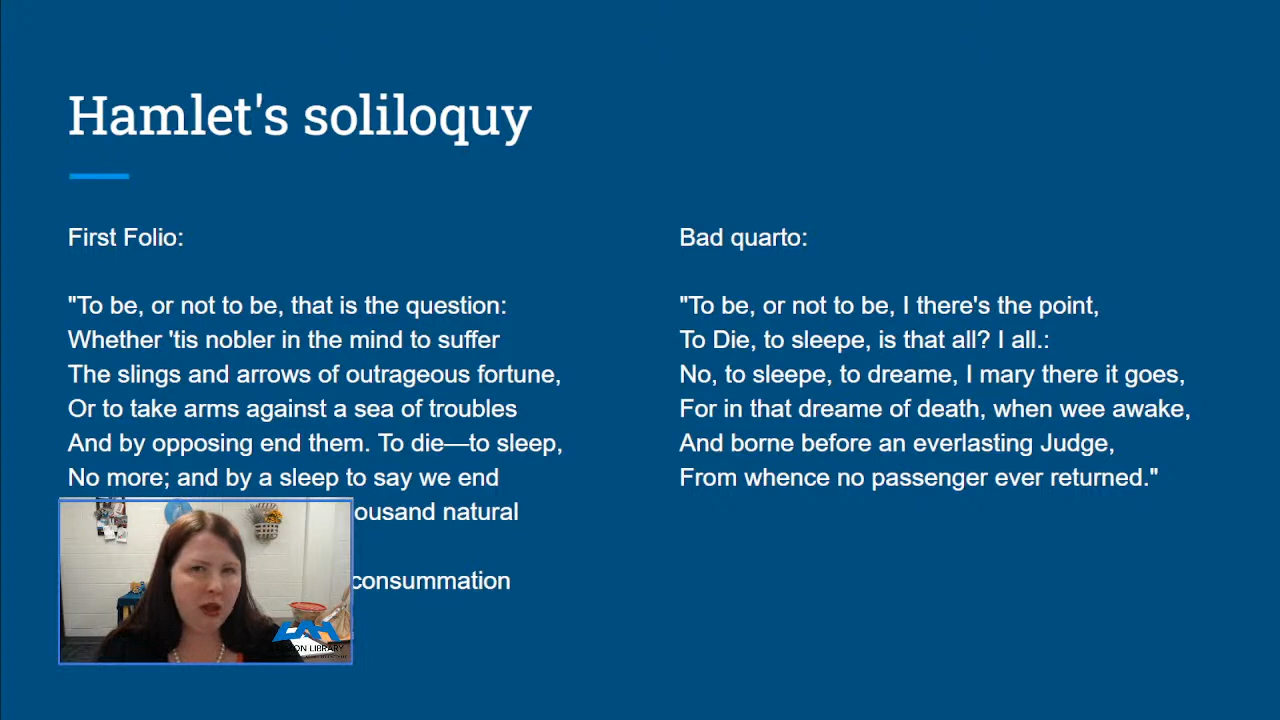 Hamlet's soliloquy
First Folio:
"To be, or not to be, that is the question:
Whether 'tis nobler in the mind to suffer
The slings and arrows of outrageous fortune,
Or to take arms against a sea of troubles
And by opposing end them. To die—to sleep,
No more; and by a sleep to say we end
ousand natural
consummation
Bad quarto:
"To be, or not to be, I there's the point,
To Die, to sleepe, is that all? I all.:
No, to sleepe, to dreame, I mary there it goes,
For in that dreame of death, when wee awake,
And borne before an everlasting Judge,
From whence no passenger ever returned."
UAH
ON LIBRARY